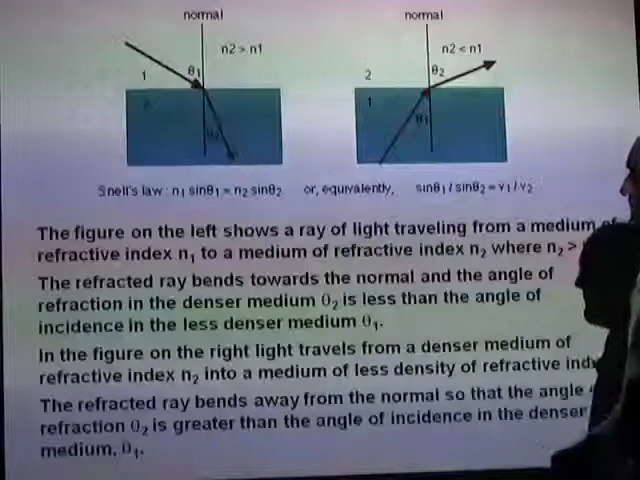 normal normal
n2 > n1 n2 < n1
1 θ1 2 θ2
2 1 θ1
θ2
Snell's law : n1 sinθ1 = n2 sinθ2 or, equivalently, sinθ1 / sinθ2 = v1 / v2
The figure on the left shows a ray of light traveling from a medium of
refractive index n1 to a medium of refractive index n2 where n2 >
The refracted ray bends towards the normal and the angle of
refraction in the denser medium θ2 is less than the angle of
incidence in the less denser medium θ1.
In the figure on the right light travels from a denser medium of
refractive index n2 into a medium of less density of refractive
The refracted ray bends away from the normal so that the angle
refraction θ2 is greater than the angle of incidence in the denser
medium, θ1.